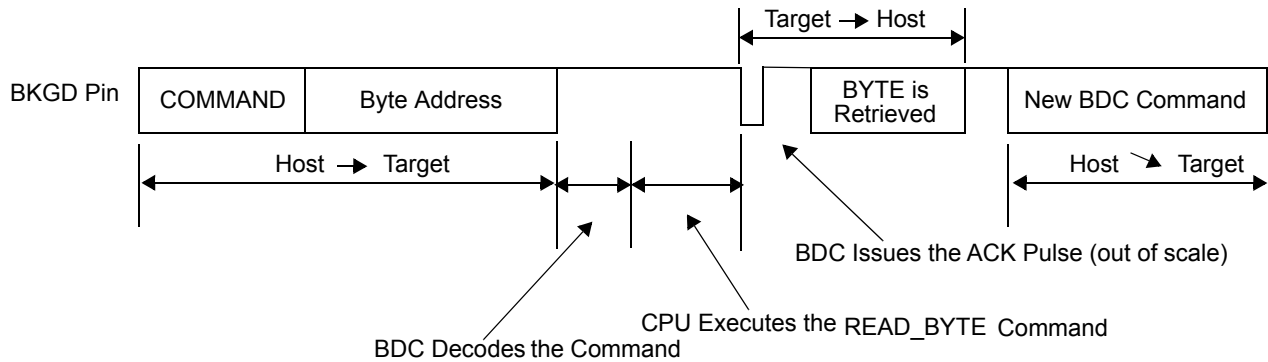 Target → Host
BKGD Pin
COMMAND
Byte Address
BYTE is
Retrieved
New BDC Command
Host → Target
Host ↘ Target
BDC Issues the ACK Pulse (out of scale)
CPU Executes the READ_BYTE Command
BDC Decodes the Command